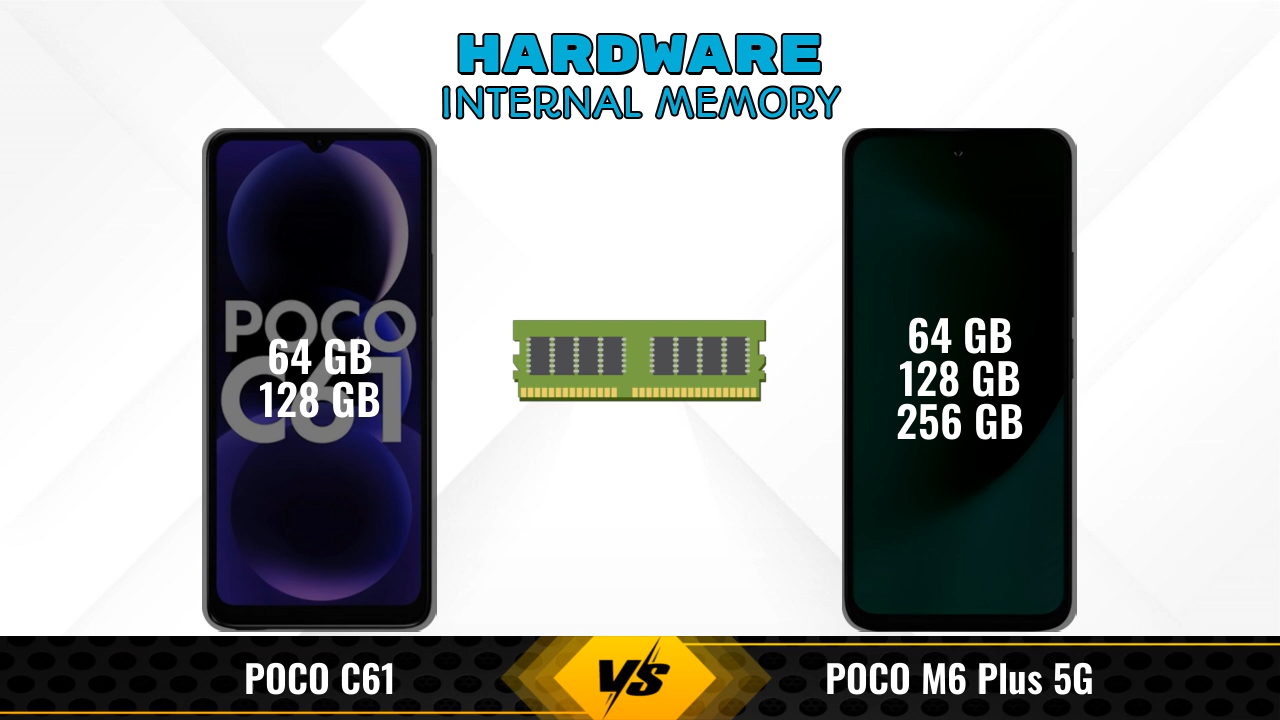 HARDWARE
INTERNAL MEMORY
POCO
C61
64 GB
128 GB
64 GB
128 GB
256 GB
POCO C61
VS
POCO M6 Plus 5G